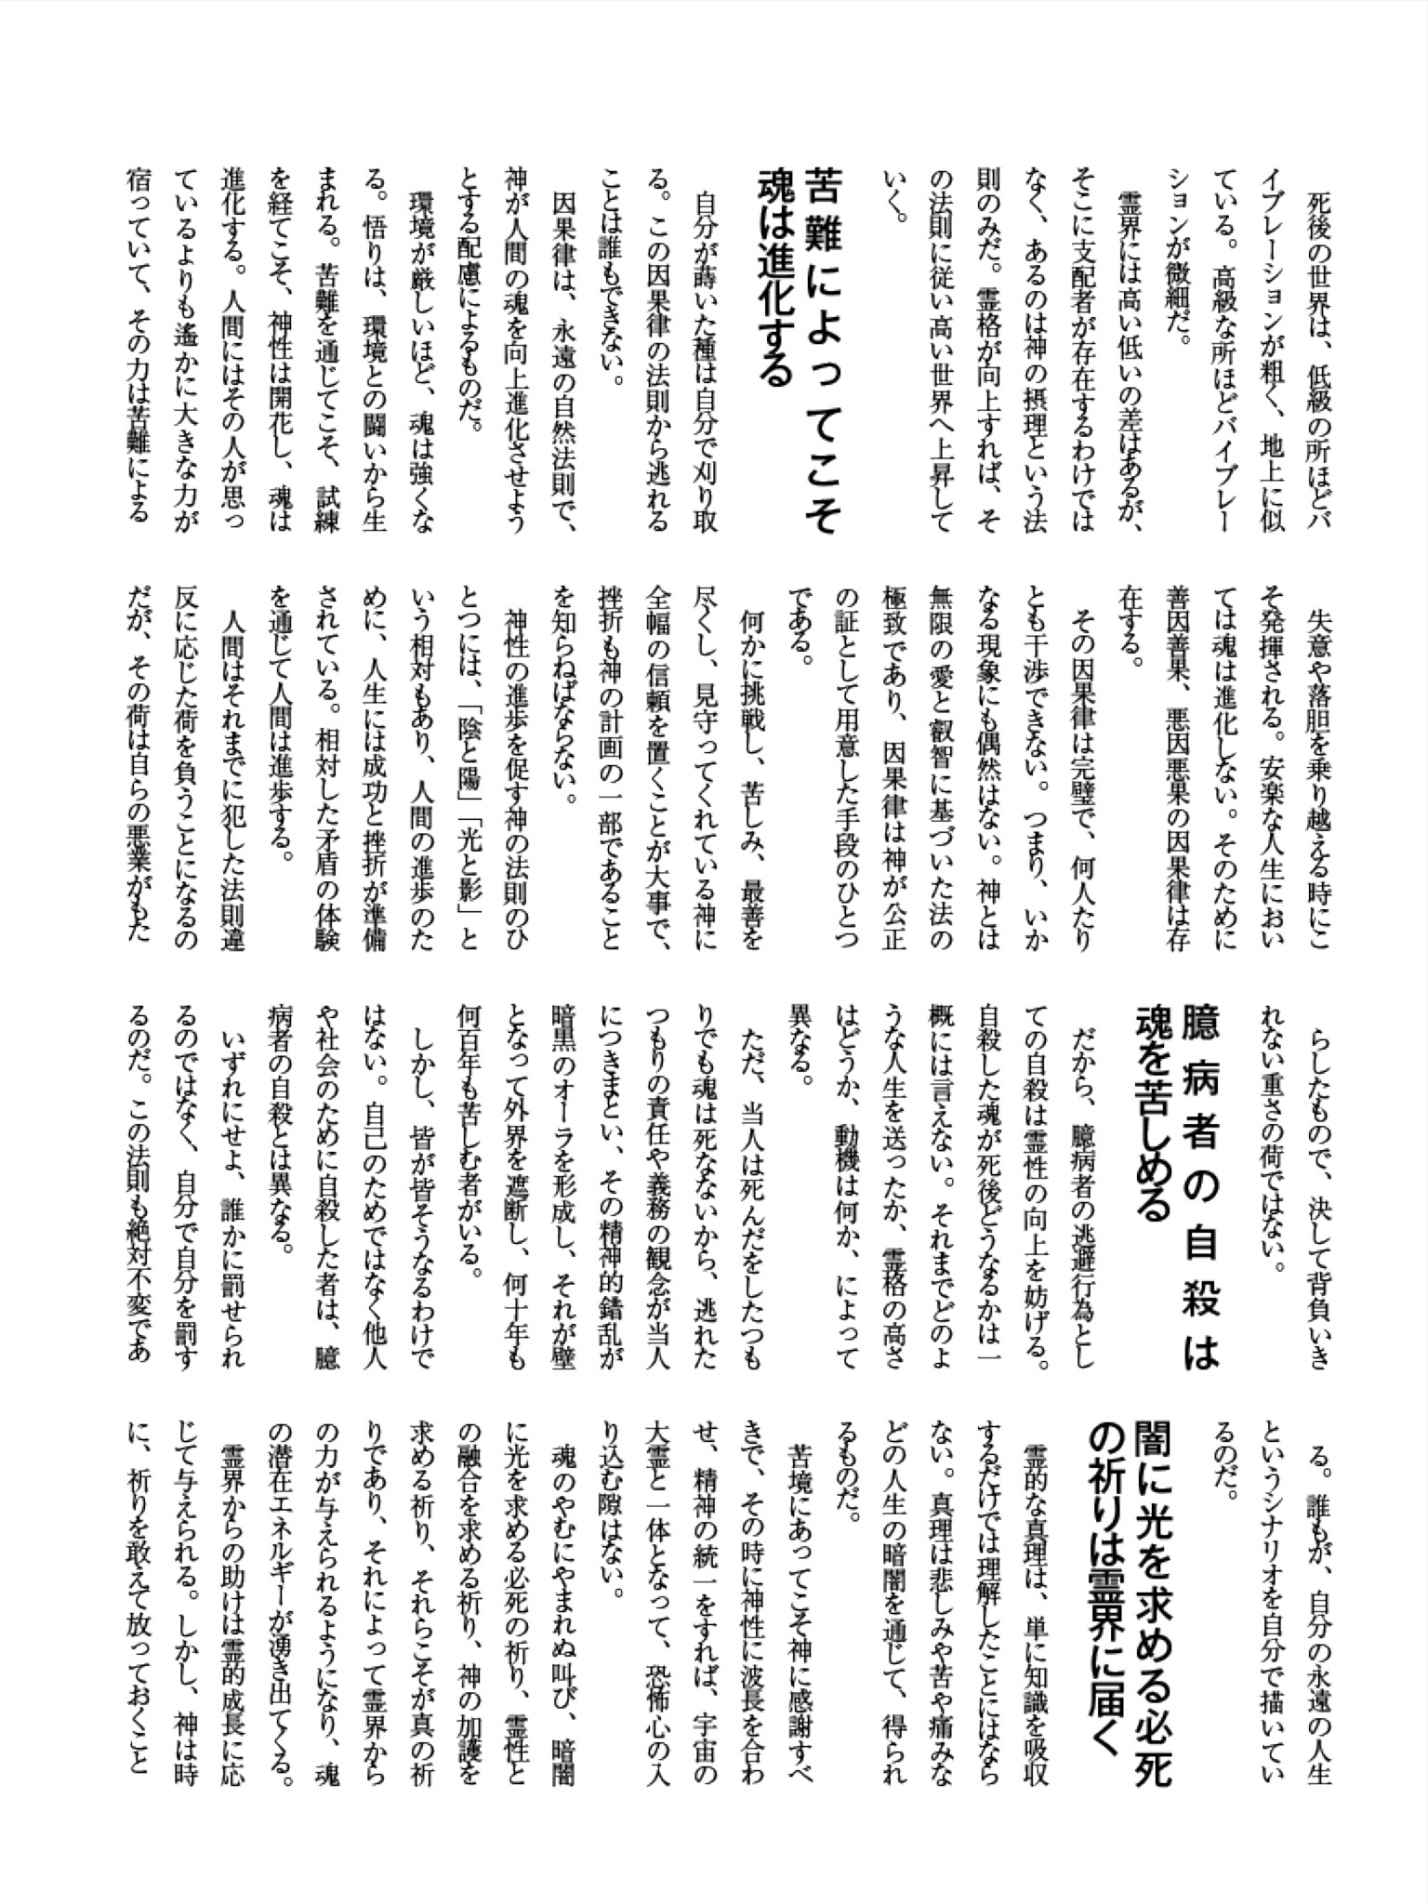 死後の世界は、低級の所ほどバ
イブレーションが粗く、地上に似
ている。高級な所ほどバイブレー
ションが微細だ。
霊界には高い低いの差はあるが、
そこに支配者が存在するわけでは
なく、あるのは神の摂理という法
則のみだ。霊格が向上すれば、そ
の法則に従い高い世界へ上昇して
いく。
苦難によってこそ
魂は進化する
自分が蒔いた種は自分で刈り取
る。この因果律の法則から逃れる
ことは誰もできない。
因果律は、永遠の自然法則で、
神が人間の魂を向上進化させよう
とする配慮によるものだ。
環境が厳しいほど、魂は強くな
る。悟りは、環境との闘いから生
まれる。苦難を通じてこそ、試練
を経てこそ、神性は開花し、魂は
進化する。人間にはその人が思っ
ているよりも遙かに大きな力が
宿っていて、その力は苦難による
失意や落胆を乗り越える時にこ
そ発揮される。安楽な人生におい
ては魂は進化しない。そのために
善因善果、悪因悪果の因果律は存
在する。
その因果律は完璧で、何人たり
とも干渉できない。つまり、いか
なる現象にも偶然はない。神とは
無限の愛と叡智に基づいた法の
極致であり、因果律は神が公正
の証として用意した手段のひとつ
である。
何かに挑戦し、苦しみ、最善を
尽くし、見守ってくれている神に
全幅の信頼を置くことが大事で、
挫折も神の計画の一部であること
を知らねばならない。
神性の進歩を促す神の法則のひ
とつには、「陰と陽」「光と影」と
いう相対もあり、人間の進歩のた
めに、人生には成功と挫折が準備
されている。相対した矛盾の体験
を通じて人間は進歩する。
人間はそれまでに犯した法則違
反に応じた荷を負うことになるの
だが、その荷は自らの悪業がもた
らしたもので、決して背負いき
れない重さの荷ではない。
臆病者の自殺は
魂を苦しめる
だから、臆病者の逃避行為とし
ての自殺は霊性の向上を妨げる。
自殺した魂が死後どうなるかは一
概には言えない。それまでどのよ
うな人生を送ったか、霊格の高さ
はどうか、動機は何か、によって
異なる。
ただ、当人は死んだをしたつも
りでも魂は死なないから、逃れた
つもりの責任や義務の観念が当人
につきまとい、その精神的錯乱が
暗黒のオーラを形成し、それが壁
となって外界を遮断し、何十年も
何百年も苦しむ者がいる。
しかし、皆が皆そうなるわけで
はない。自己のためではなく他人
や社会のために自殺した者は、臆
病者の自殺とは異なる。
いずれにせよ、誰かに罰せられ
るのではなく、自分で自分を罰す
るのだ。この法則も絶対不変であ
る。誰もが、自分の永遠の人生
というシナリオを自分で描いてい
るのだ。
闇に光を求める必死
の祈りは霊界に届く
霊的な真理は、単に知識を吸収
するだけでは理解したことにはなら
ない。真理は悲しみや苦や痛みな
どの人生の暗闇を通じて、得られ
るものだ。
苦境にあってこそ神に感謝すべ
きで、その時に神性に波長を合わ
せ、精神の統一をすれば、宇宙の
大霊と一体となって、恐怖心の入
り込む隙はない。
魂のやむにやまれぬ叫び、暗闇
に光を求める必死の祈り、霊性と
の融合を求める祈り、神の加護を
求める祈り、それらこそが真の祈
りであり、それによって霊界から
の力が与えられるようになり、魂
の潜在エネルギーが湧き出てくる。
霊界からの助けは霊的成長に応
じて与えられる。しかし、神は時
に、祈りを敢えて放っておくこと